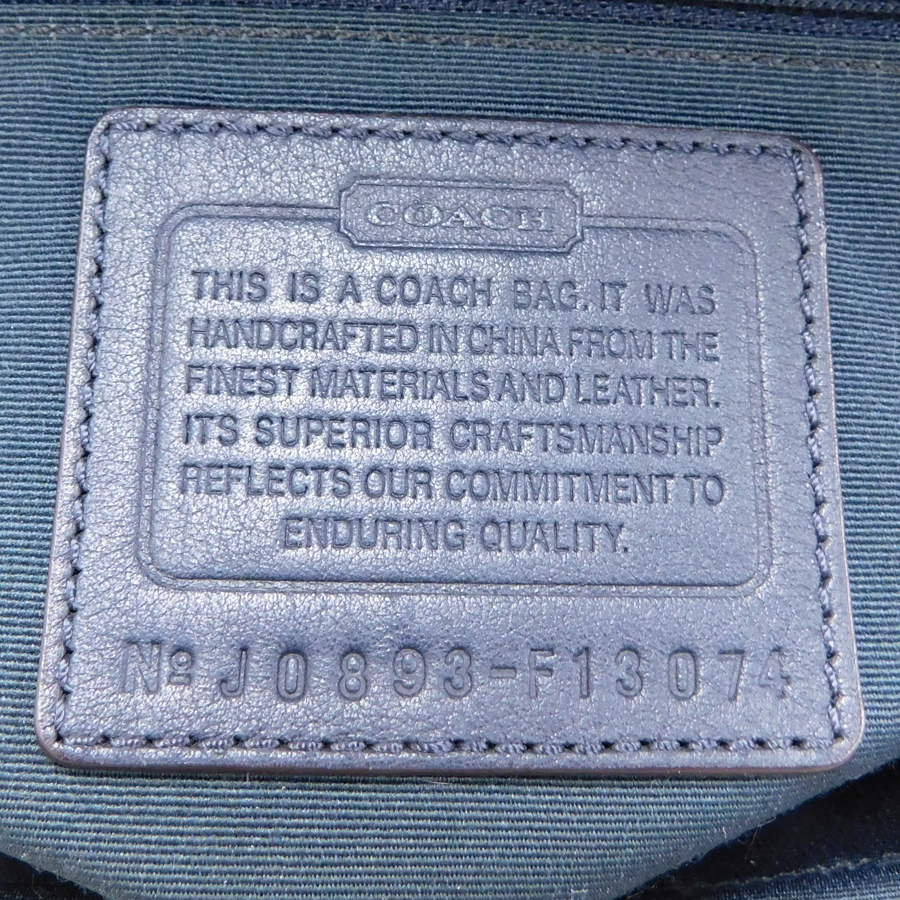 COACH
THIS IS A COACH BAG. IT WAS
HANDCRAFTED IN CHINA FROM THE
FINEST MATERIALS AND LEATHER.
ITS SUPERIOR CRAFTSMANSHIP
REFLECTS OUR COMMITMENT TO
ENDURING QUALITY.
Nº J0893-F13074